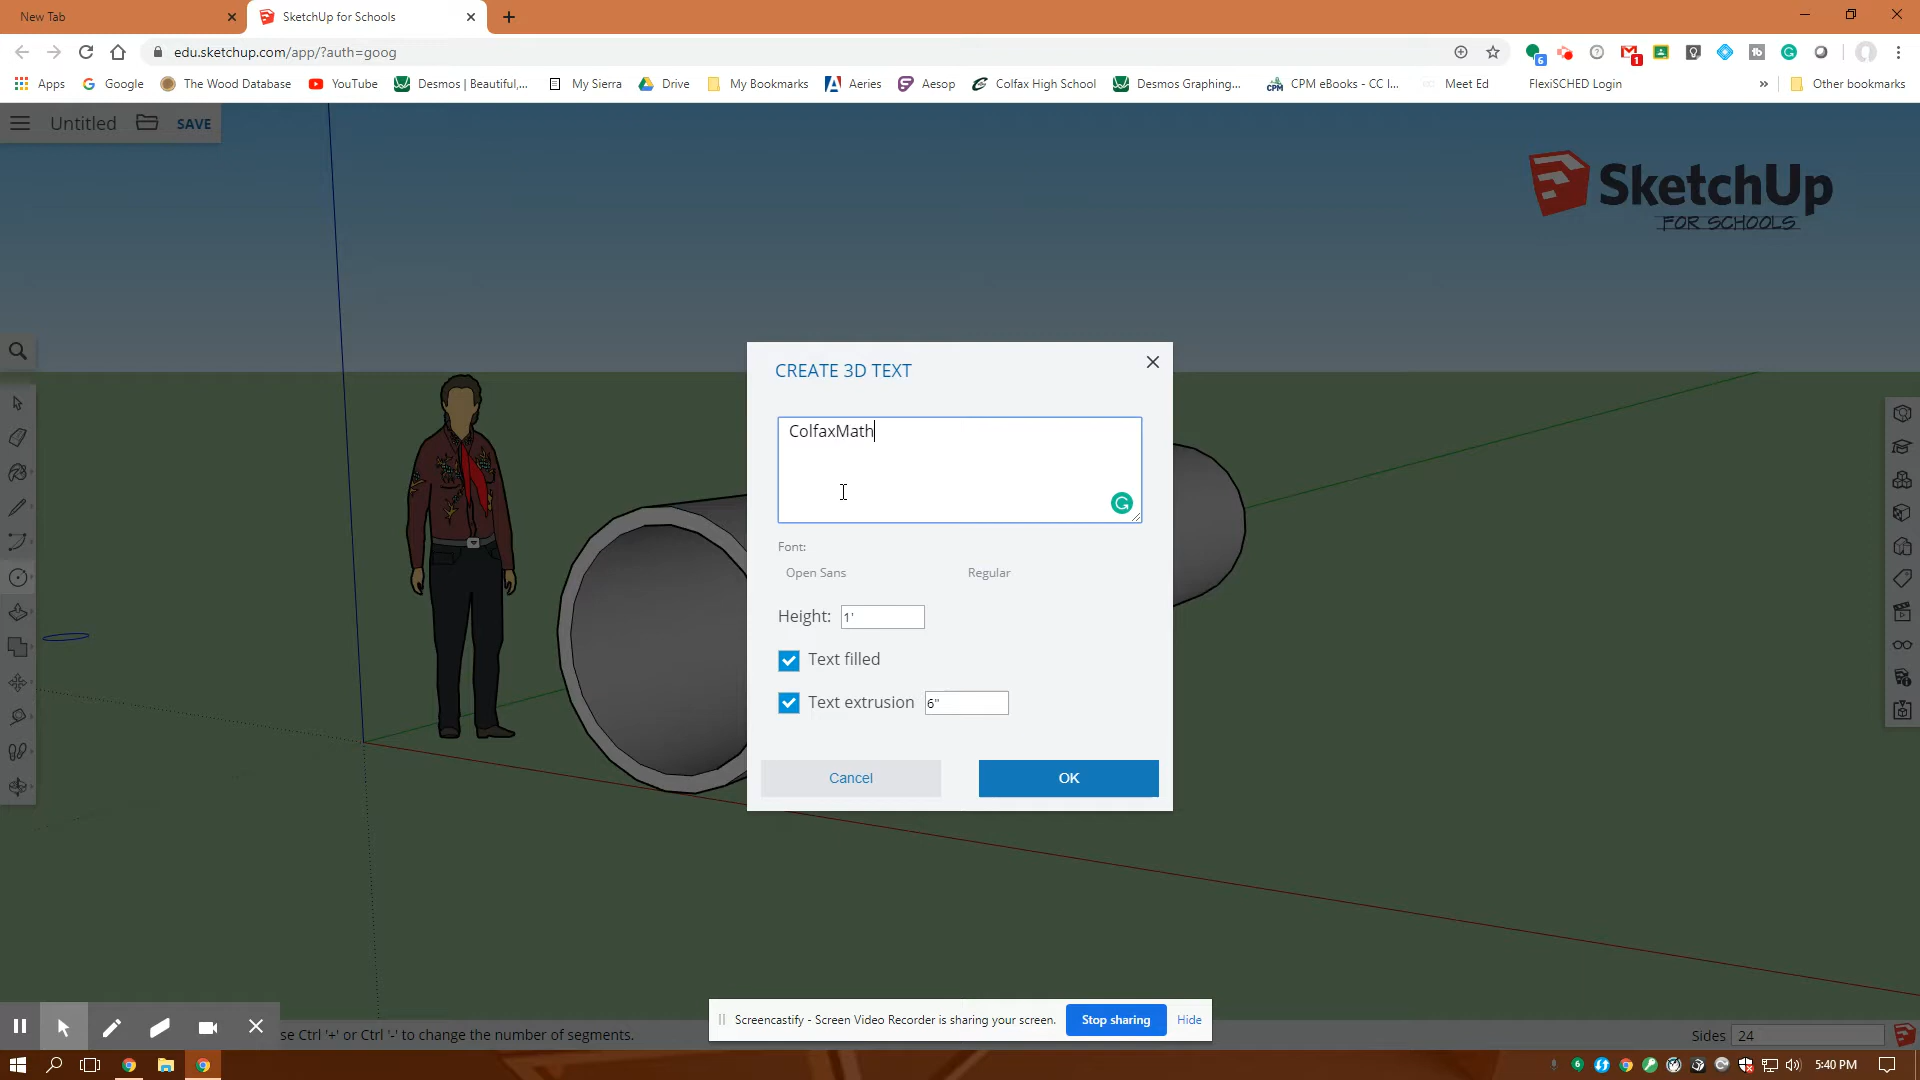 New Tab
SketchUp for Schools
edu.sketchup.com/app/?auth=goog
Apps
Google
The Wood Database
YouTube
Desmos | Beautiful,...
My Sierra
Drive
My Bookmarks
Aeries
Aesop
Colfax High School
Desmos Graphing...
CPM eBooks - CC I...
Meet Ed
FlexiSCHED Login
»
Other bookmarks
Untitled
SAVE
SketchUp
FOR SCHOOLS
CREATE 3D TEXT
ColfaxMath
Font:
Open Sans
Regular
Height:
1'
Text filled
Text extrusion
6"
Cancel
OK
Screencastify - Screen Video Recorder is sharing your screen.
Stop sharing
Hide
se Ctrl '+' or Ctrl '-' to change the number of segments.
Sides
24
5:40 PM